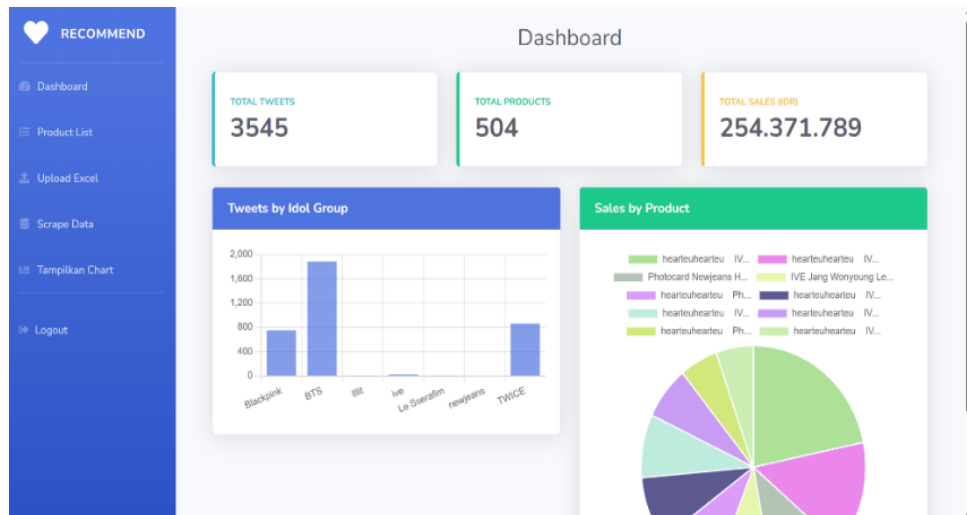 RECOMMEND
Dashboard
Product List
Upload Excel
Scrape Data
Tampilkan Chart
Logout
Dashboard
TOTAL TWEETS
3545
TOTAL PRODUCTS
504
TOTAL SALES (IDR)
254.371.789
Tweets by Idol Group
2,000
1,600
1,200
800
400
0
Blackpink
BTS
Illit
ive
Le Sserafim
newjeans
TWICE
Sales by Product
hearteuhearteu IV... hearteuhearteu IV...
Photocard Newjeans H... IVE Jang Wonyoung Le...
hearteuhearteu Ph... hearteuhearteu IV...
hearteuhearteu IV... hearteuhearteu IV...
hearteuhearteu Ph... hearteuhearteu IV...